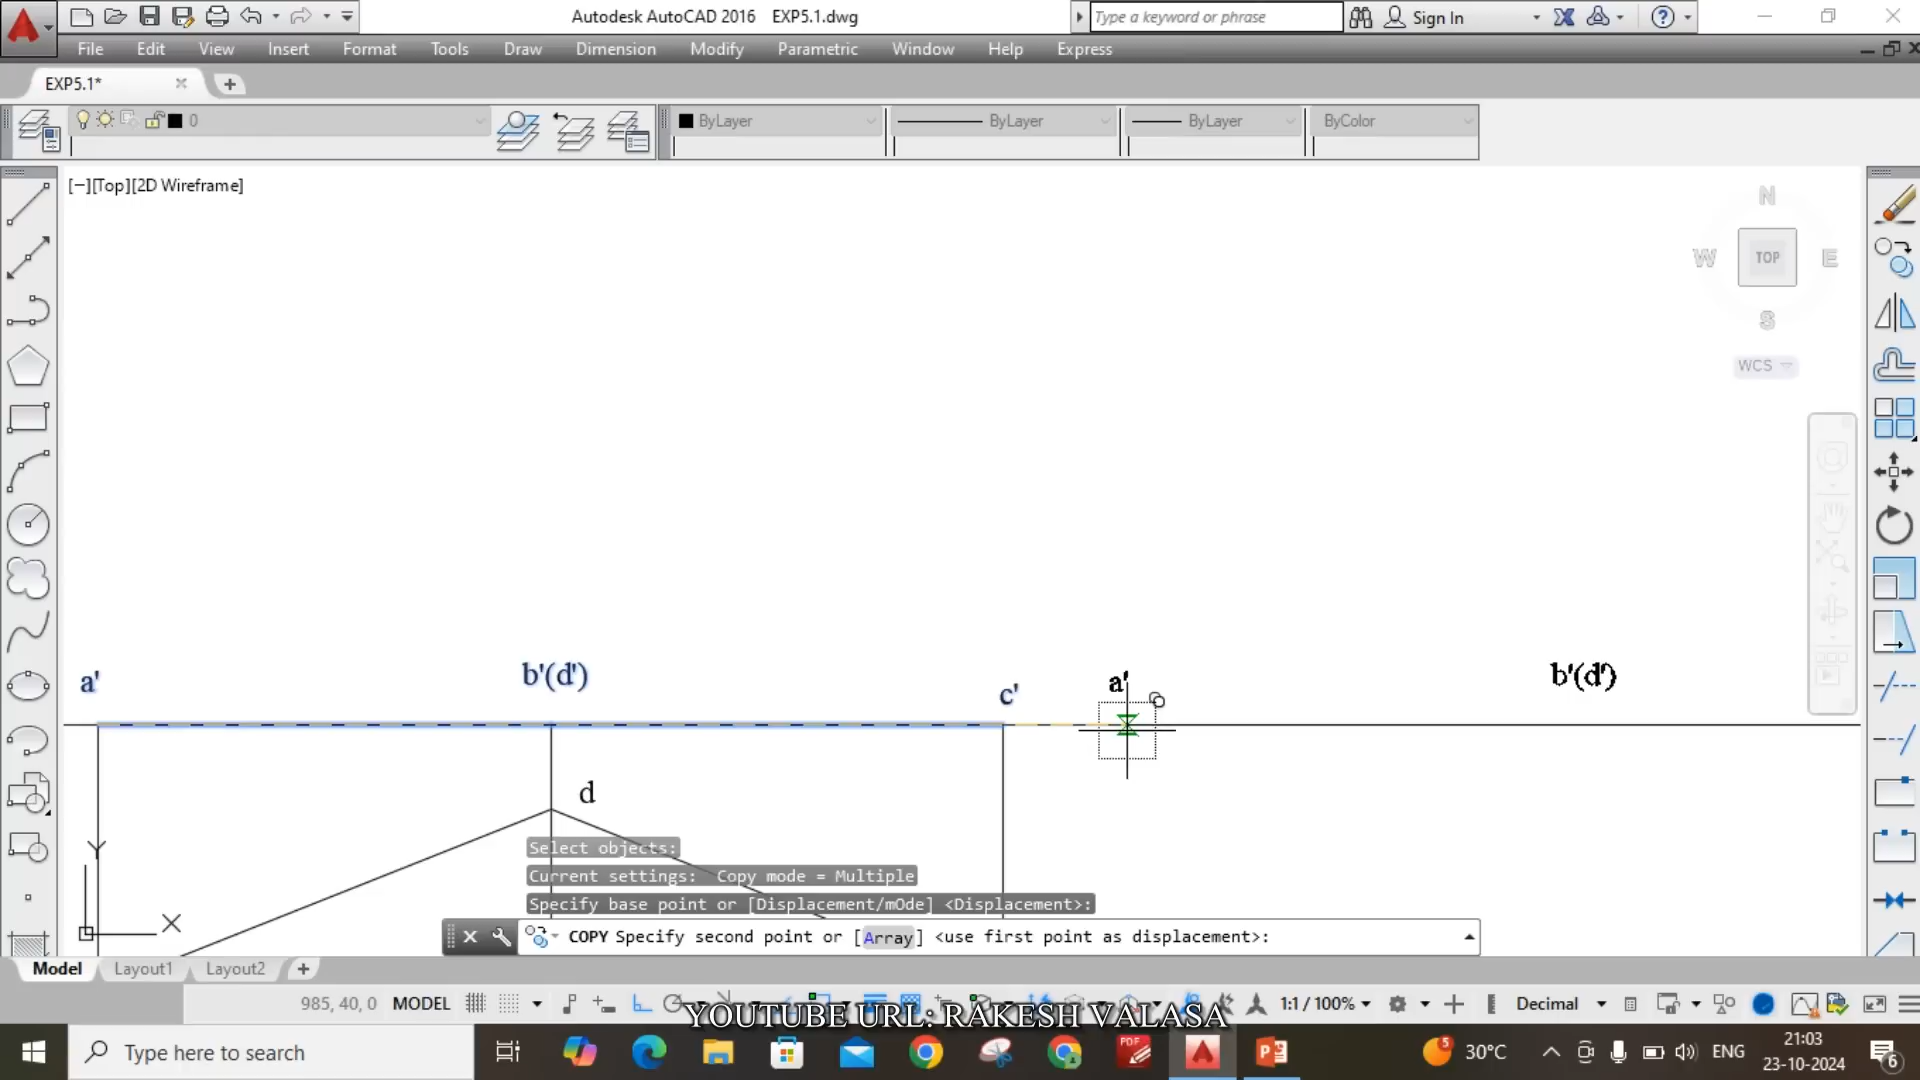 Autodesk AutoCAD 2016 EXP5.1.dwg
Type a keyword or phrase
Sign In
File Edit View Insert Format Tools Draw Dimension Modify Parametric Window Help Express
EXP5.1*
0
ByLayer
ByLayer
ByLayer
ByColor
[−][Top][2D Wireframe]
N
W
TOP
E
S
WCS
a'
b'(d')
c'
a'
b'(d')
d
Y
X
Select objects:
Current settings: Copy mode = Multiple
Specify base point or [Displacement/mOde] <Displacement>:
COPY Specify second point or [Array] <use first point as displacement>:
Model Layout1 Layout2
985, 40, 0 MODEL
1:1 / 100%
Decimal
YOUTUBE URL: RAKESH VALASA
Type here to search
PDF
5
30°C
ENG
21:03
23-10-2024
6